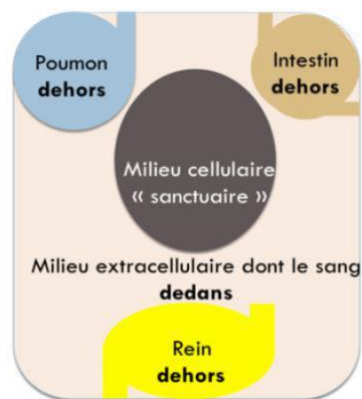 Poumon
dehors
Intestin
dehors
Milieu cellulaire
« sanctuaire »
Milieu extracellulaire dont le sang
dedans
Rein
dehors